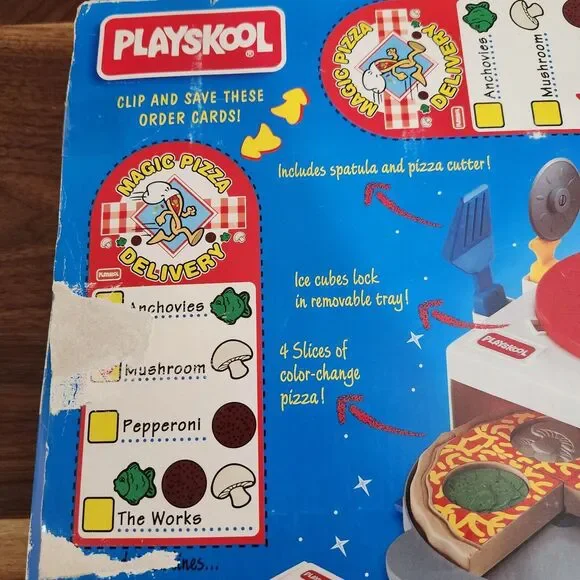 PLAYSKOOL®
CLIP AND SAVE THESE
ORDER CARDS!
MAGIC PIZZA
DELIVERY
PLAYSKOOL
Anchovies
Mushroom
Pepperoni
The Works
MAGIC PIZZA
DELIVERY
PLAYSKOOL
Anchovies
Mushroom
Includes spatula and pizza cutter!
Ice cubes lock
in removable tray!
4 Slices of
color-change
pizza!
PLAYSKOOL